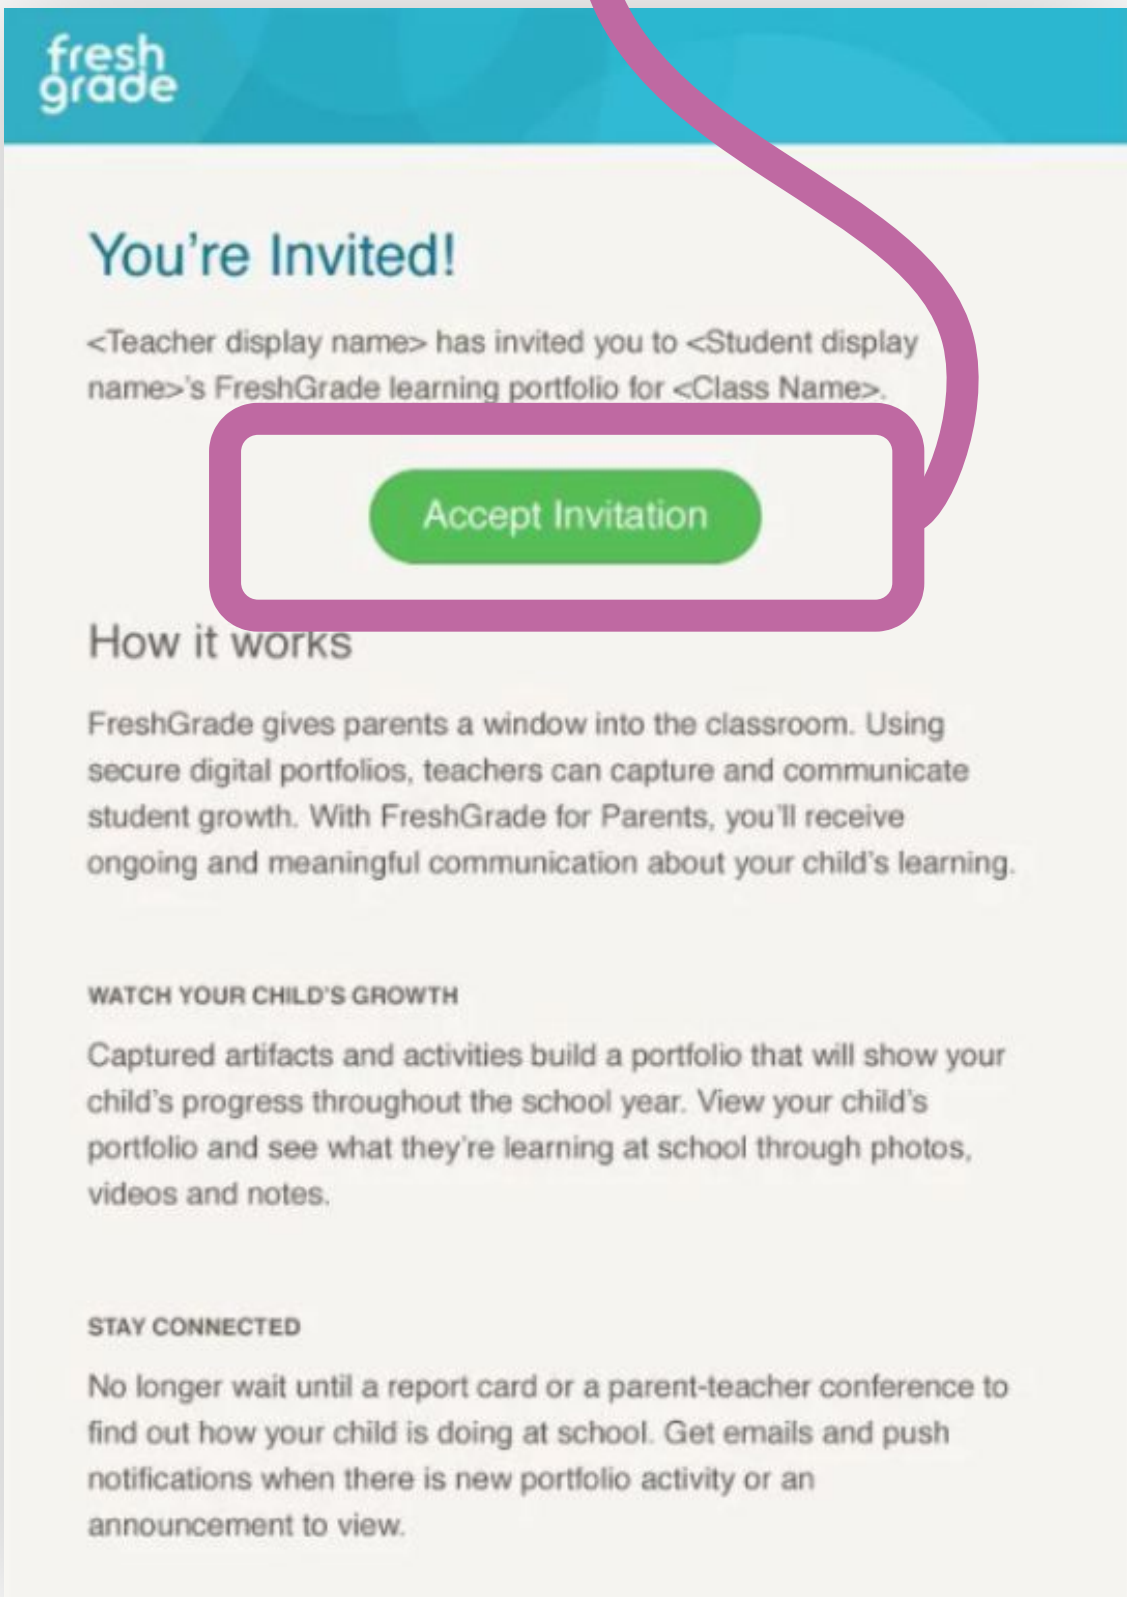 fresh
grade
You're Invited!
<Teacher display name> has invited you to <Student display
name>'s FreshGrade learning portfolio for <Class Name>.
Accept Invitation
How it works
FreshGrade gives parents a window into the classroom. Using
secure digital portfolios, teachers can capture and communicate
student growth. With FreshGrade for Parents, you'll receive
ongoing and meaningful communication about your child's learning.
WATCH YOUR CHILD'S GROWTH
Captured artifacts and activities build a portfolio that will show your
child's progress throughout the school year. View your child's
portfolio and see what they're learning at school through photos,
videos and notes.
STAY CONNECTED
No longer wait until a report card or a parent-teacher conference to
find out how your child is doing at school. Get emails and push
notifications when there is new portfolio activity or an
announcement to view.